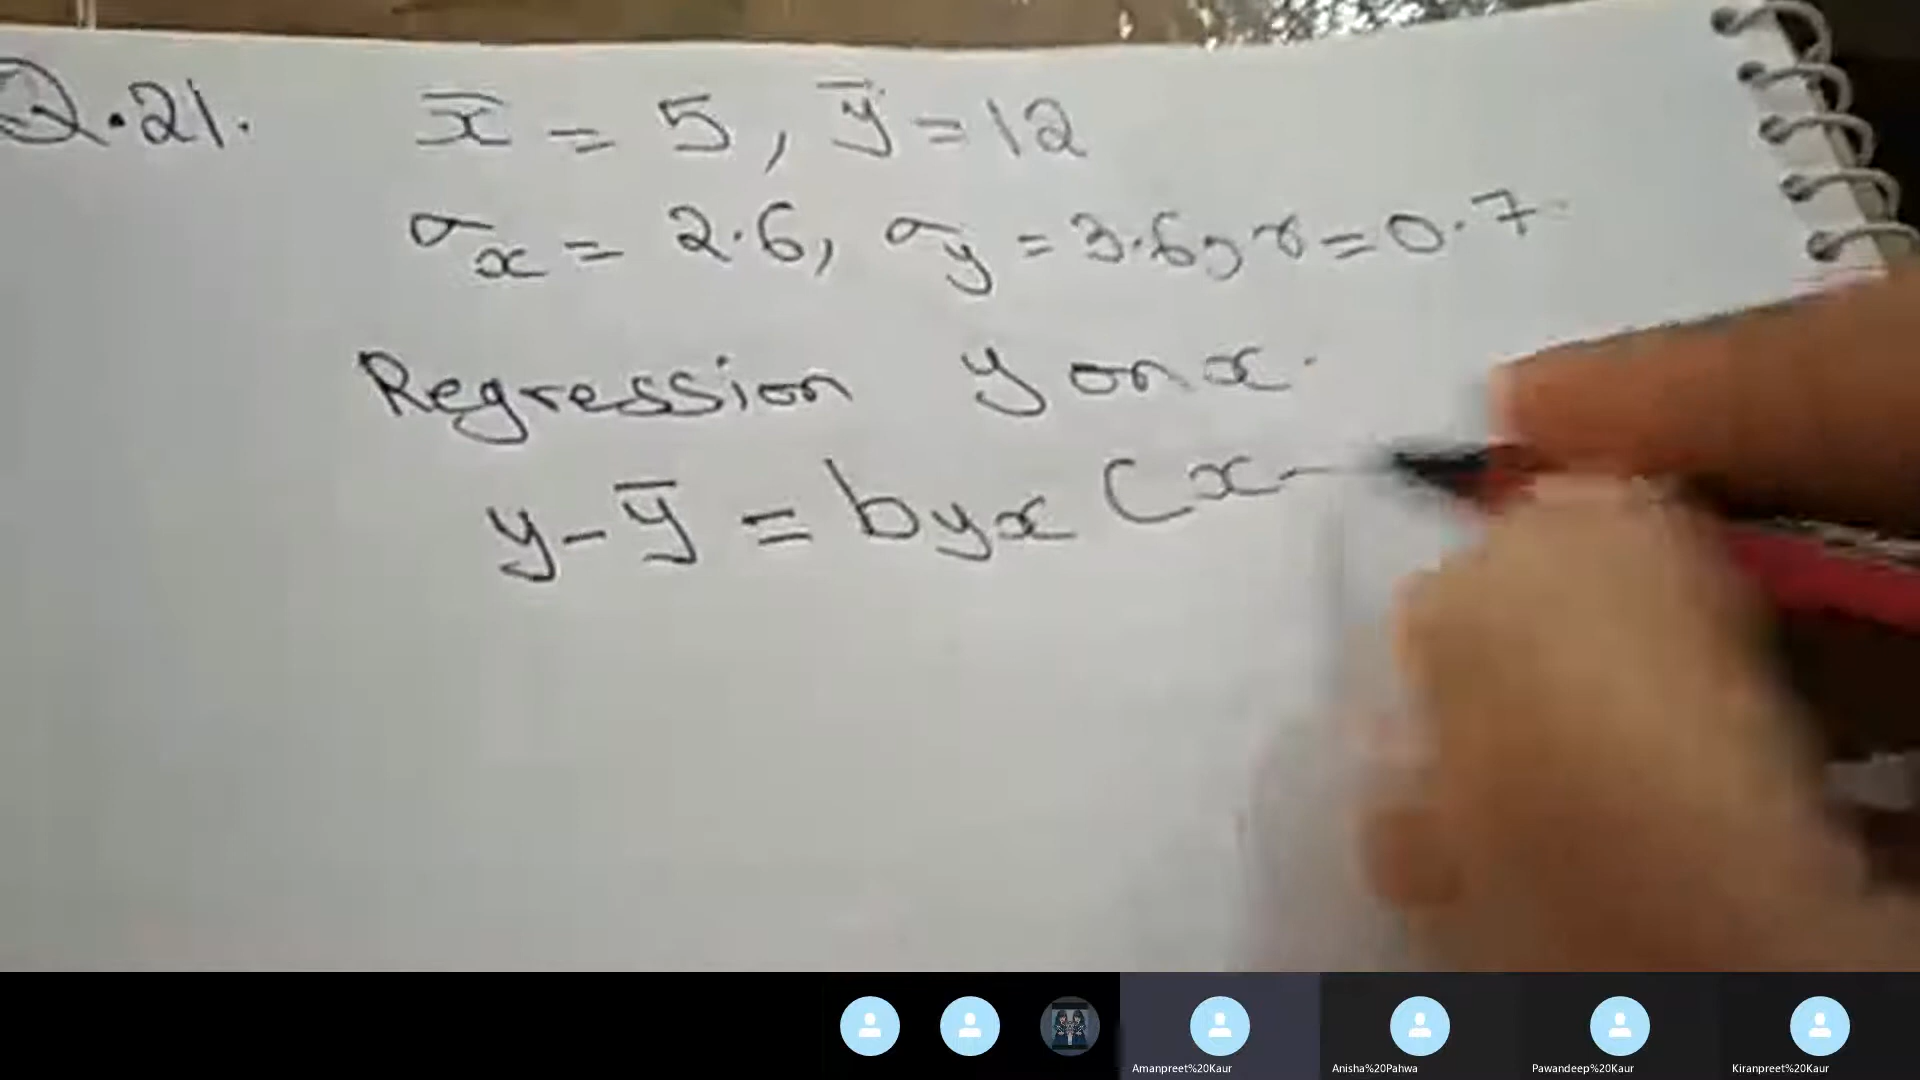 Q.21. x̄ = 5, ȳ = 12
σx = 2.6, σy = 3.6, r = 0.7
Regression y on x.
y - ȳ = byx (x -
Amanpreet%20Kaur
Anisha%20Pahwa
Pawandeep%20Kaur
Kiranpreet%20Kaur